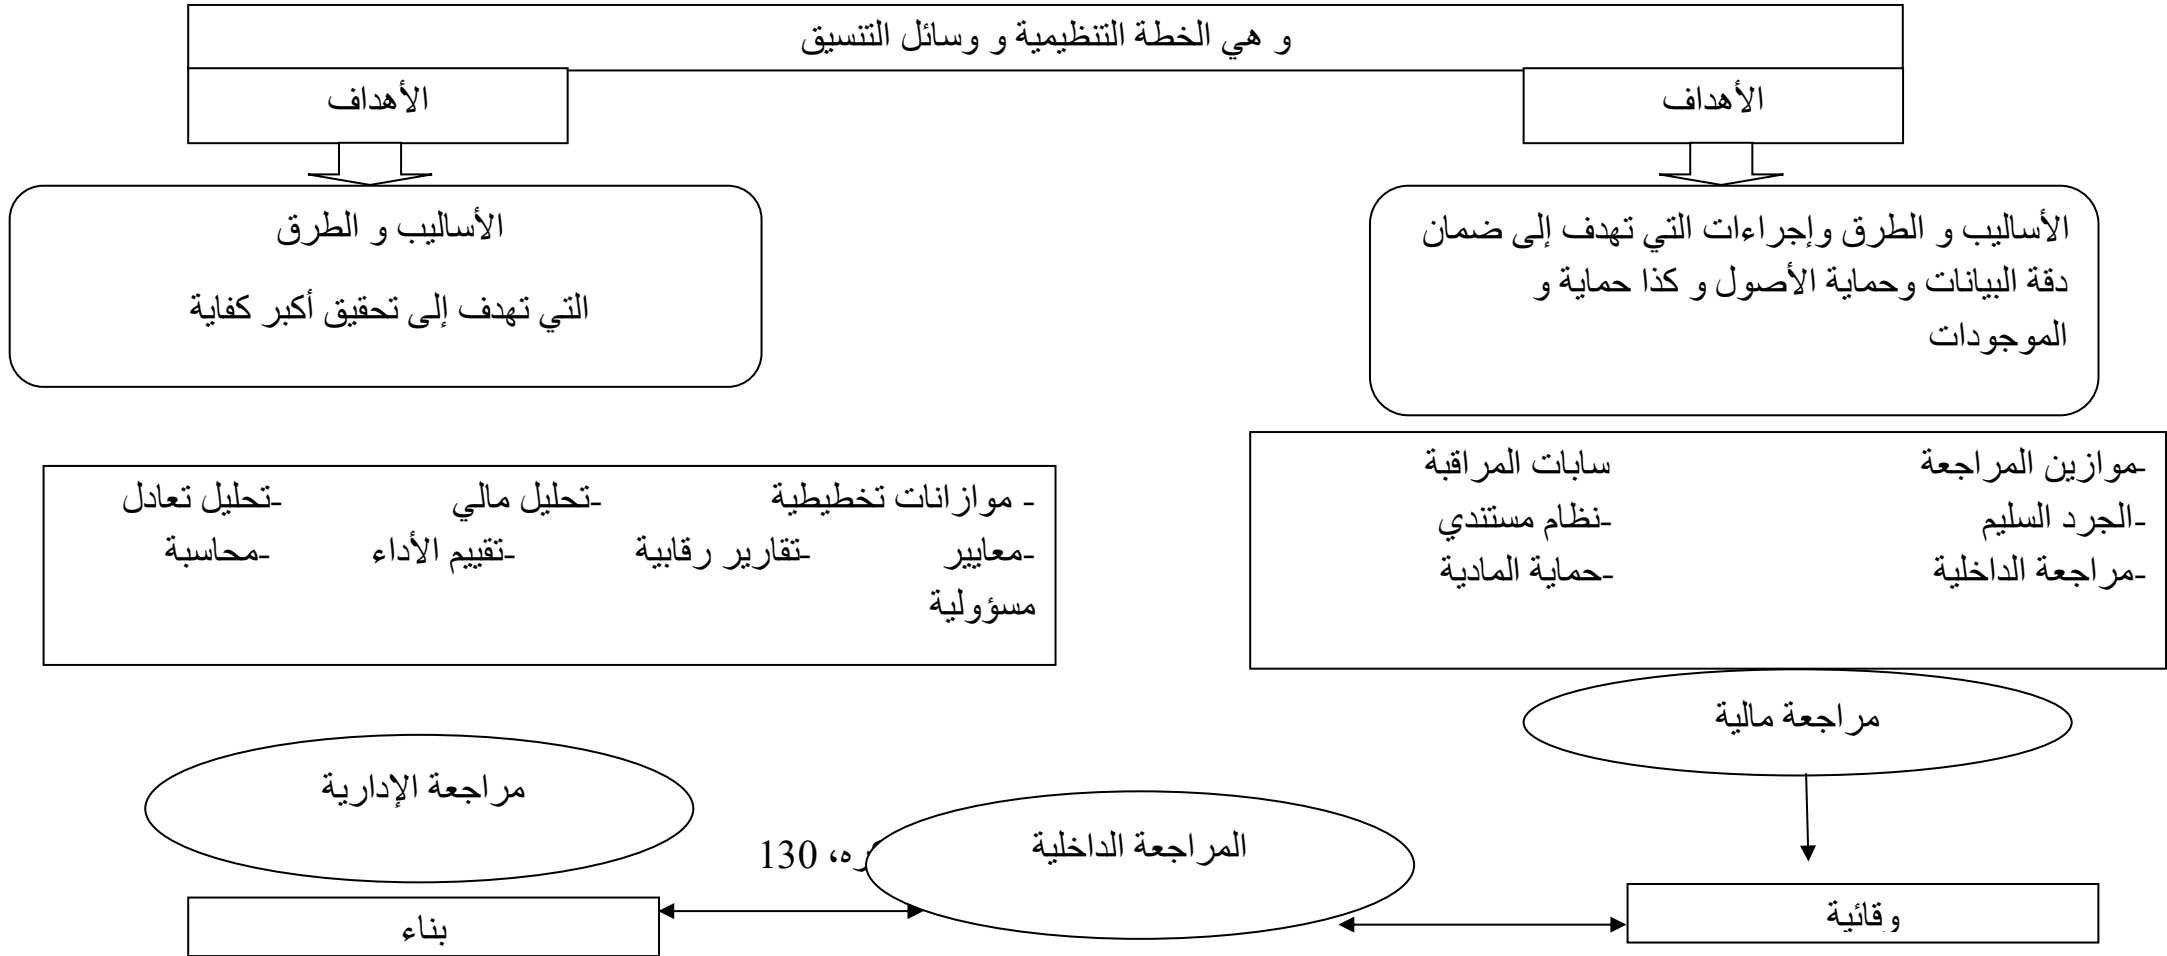 و هي الخطة التنظيمية و وسائل التنسيق
الأهداف
الأهداف
الأساليب و الطرق وإجراءات التي تهدف إلى ضمان
دقة البيانات وحماية الأصول و كذا حماية و
الموجودات
الأساليب و الطرق
التي تهدف إلى تحقيق أكبر كفاية
-موازين المراجعة سابات المراقبة
-الجرد السليم -نظام مستندي
-مراجعة الداخلية -حماية المادية
- موازانات تخطيطية -تحليل مالي -تحليل تعادل
-معايير -تقارير رقابية -تقييم الأداء -محاسبة
مسؤولية
مراجعة مالية
مراجعة الإدارية
المراجعة الداخلية
130
وقائية
بناء